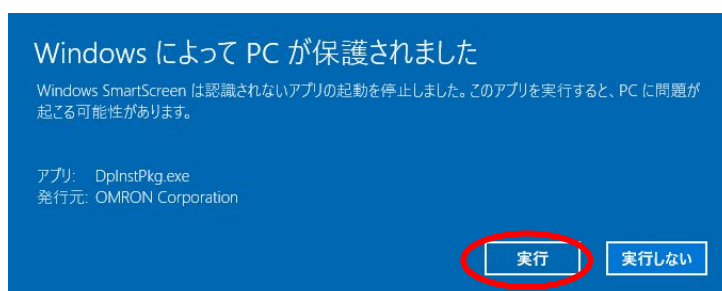 Windows によって PC が保護されました
Windows SmartScreen は認識されないアプリの起動を停止しました。このアプリを実行すると、PC に問題が
起こる可能性があります。
アプリ: DpInstPkg.exe
発行元: OMRON Corporation
実行 実行しない